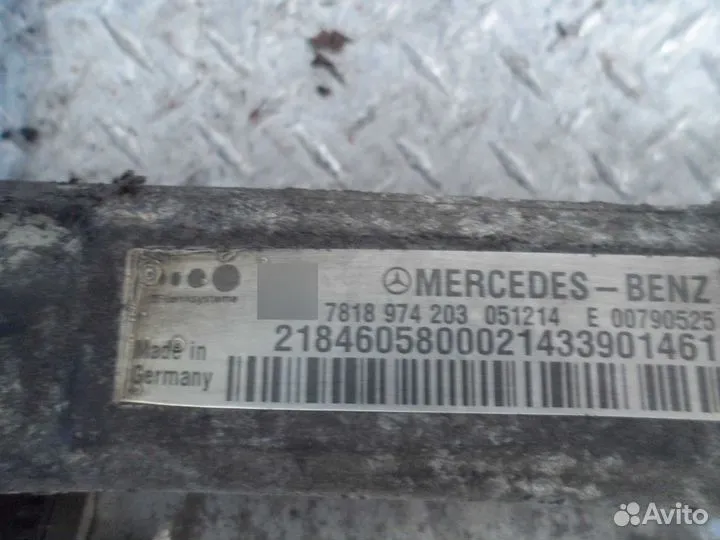 MERCEDES-BENZ
7818 974 203 051214 E 00790525
2184605800021433901461
Made in
Germany
Avito